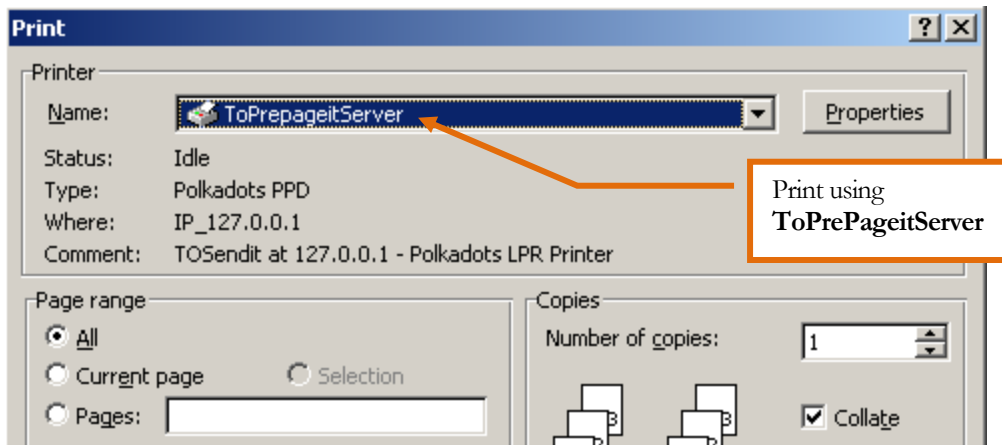 Print
Printer
Name: ToPrepageitServer Properties
Status: Idle
Type: Polkadots PPD
Where: IP_127.0.0.1
Comment: TOSendit at 127.0.0.1 - Polkadots LPR Printer
Print using
ToPrePageitServer
Page range
All
Current page Selection
Pages:
Copies
Number of copies: 1
3 3
Collate